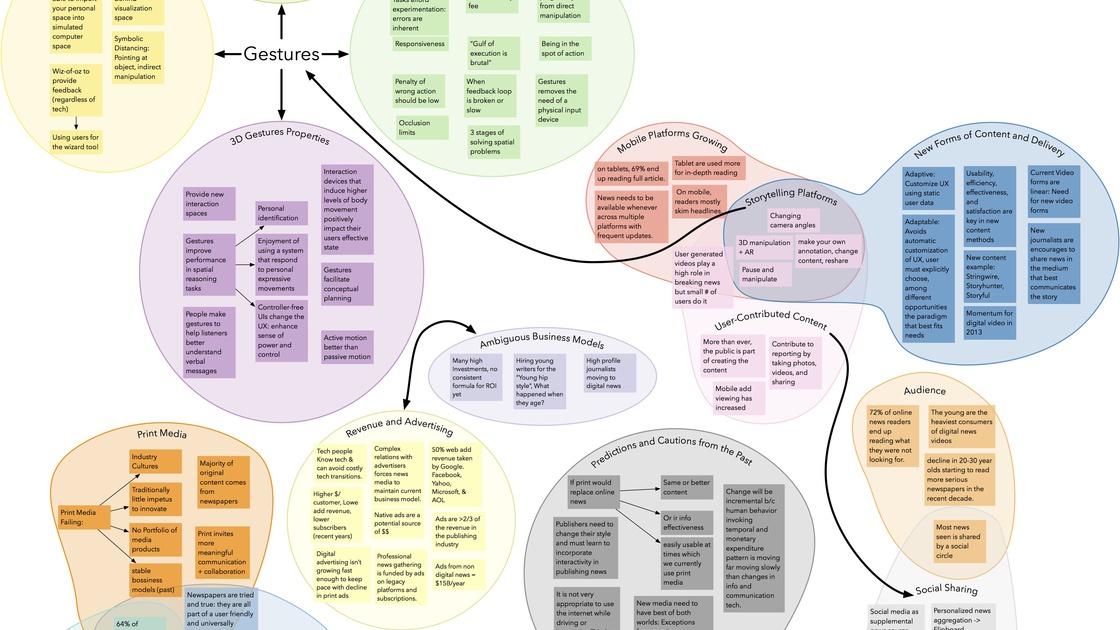 your personal
space into
simulated
computer
space
visualization
space
Symbolic
Distancing:
Pointing at
object, indirect
manipulation
Wiz-of-oz to
provide
feedback
(regardless of
tech)
Using users for
the wizard too!
Gestures
experimentation:
errors are
inherent
fee
from direct
manipulation
Responsiveness
"Gulf of
execution is
brutal"
Being in the
spot of action
Penalty of
wrong action
should be low
When
feedback loop
is broken or
slow
Gestures
removes the
need of a
physical input
device
Occlusion
limits
3 stages of
solving spatial
problems
3D Gestures Properties
Provide new
interaction
spaces
Gestures
improve
performance
in spatial
reasoning
tasks
People make
gestures to
help listeners
better
understand
verbal
messages
Personal
identification
Enjoyment of
using a system
that respond
to personal
expressive
movements
Controller-free
UIs change the
UX: enhance
sense of
power and
control
Interaction
devices that
induce higher
levels of body
movement
positively
impact their
users effective
state
Gestures
facilitate
conceptual
planning
Active motion
better than
passive motion
Mobile Platforms Growing
on tablets, 69% end
up reading full article.
Tablet are used more
for in-depth reading
News needs to be
available whenever
across multiple
platforms with
frequent updates.
On mobile,
readers mostly
skim headlines
Storytelling Platforms
Changing
camera angles
3D manipulation
+ AR
make your own
annotation, change
content, reshare
Pause and
manipulate
User generated
videos play a
high role in
breaking news
but small # of
users do it
User-Contributed Content
More than ever,
the public is part
of creating the
content
Contribute to
reporting by
taking photos,
videos, and
sharing
Mobile add
viewing has
increased
New Forms of Content and Delivery
Adaptive:
Customize UX
using static
user data
Adaptable:
Avoids
automatic
customization
of UX, user
must explicitly
choose,
among
different
opportunities
the paradigm
that best fits
needs
Usability,
efficiency,
effectiveness,
and
satisfaction are
key in new
content
methods
New content
example:
Stringwire,
Storyhunter,
Storyful
Momentum for
digital video in
2013
Current Video
forms are
linear: Need
for new video
forms
New
journalists are
encourages to
share news in
the medium
that best
communicates
the story
Ambiguous Business Models
Many high
Investments, no
consistent
formula for ROI
yet
Hiring young
writers for the
"Young hip
style", What
happened when
they age?
High profile
journalists
moving to
digital news
Revenue and Advertising
Tech people
Know tech &
can avoid costly
tech transitions.
Higher $/
customer, Lowe
add revenue,
lower
subscribers
(recent years)
Digital
advertising isn't
growing fast
enough to keep
pace with decline
in print ads
Complex
relations with
advertisers
forces news
media to
maintain current
business model.
Native ads are a
potential source
of $$
Professional
news gathering
is funded by ads
on legacy
platforms and
subscriptions.
50% web add
revenue taken
by Google.
Facebook,
Yahoo,
Microsoft, &
AOL
Ads are >2/3 of
the revenue in
the publishing
industry
Ads from non
digital news =
$15B/year
Print Media
Print Media
Failing:
Industry
Cultures
Traditionally
little impetus
to innovate
No Portfolio of
media
products
stable
bossiness
models (past)
Majority of
original
content comes
from
newspapers
Print invites
more
meaningful
communication
+ collaboration
Newspapers are tried
and true: they are all
part of a user friendly
and universally
64% of
Predictions and Cautions from the Past
If print would
replace online
news
Same or better
content
Or ir info
effectiveness
easily usable at
times which
we currently
use print
media
Publishers need to
change their style
and must learn to
incorporate
interactivity in
publishing news
It is not very
appropriate to use
the internet while
driving or
New media need to
have best of both
worlds: Exceptions
Change will be
incremental b/c
human behavior
invoking
temporal and
monetary
expenditure
pattern is moving
far moving slowly
than changes in
info and
communication
tech.
Audience
72% of online
news readers
end up
reading what
they were not
looking for.
The young are the
heaviest consumers
of digital news
videos
decline in 20-30 year
olds starting to read
more serious
newspapers in the
recent decade.
Most news
seen is shared
by a social
circle
Social Sharing
Social media as
supplemental
Personalized news
aggregation ->